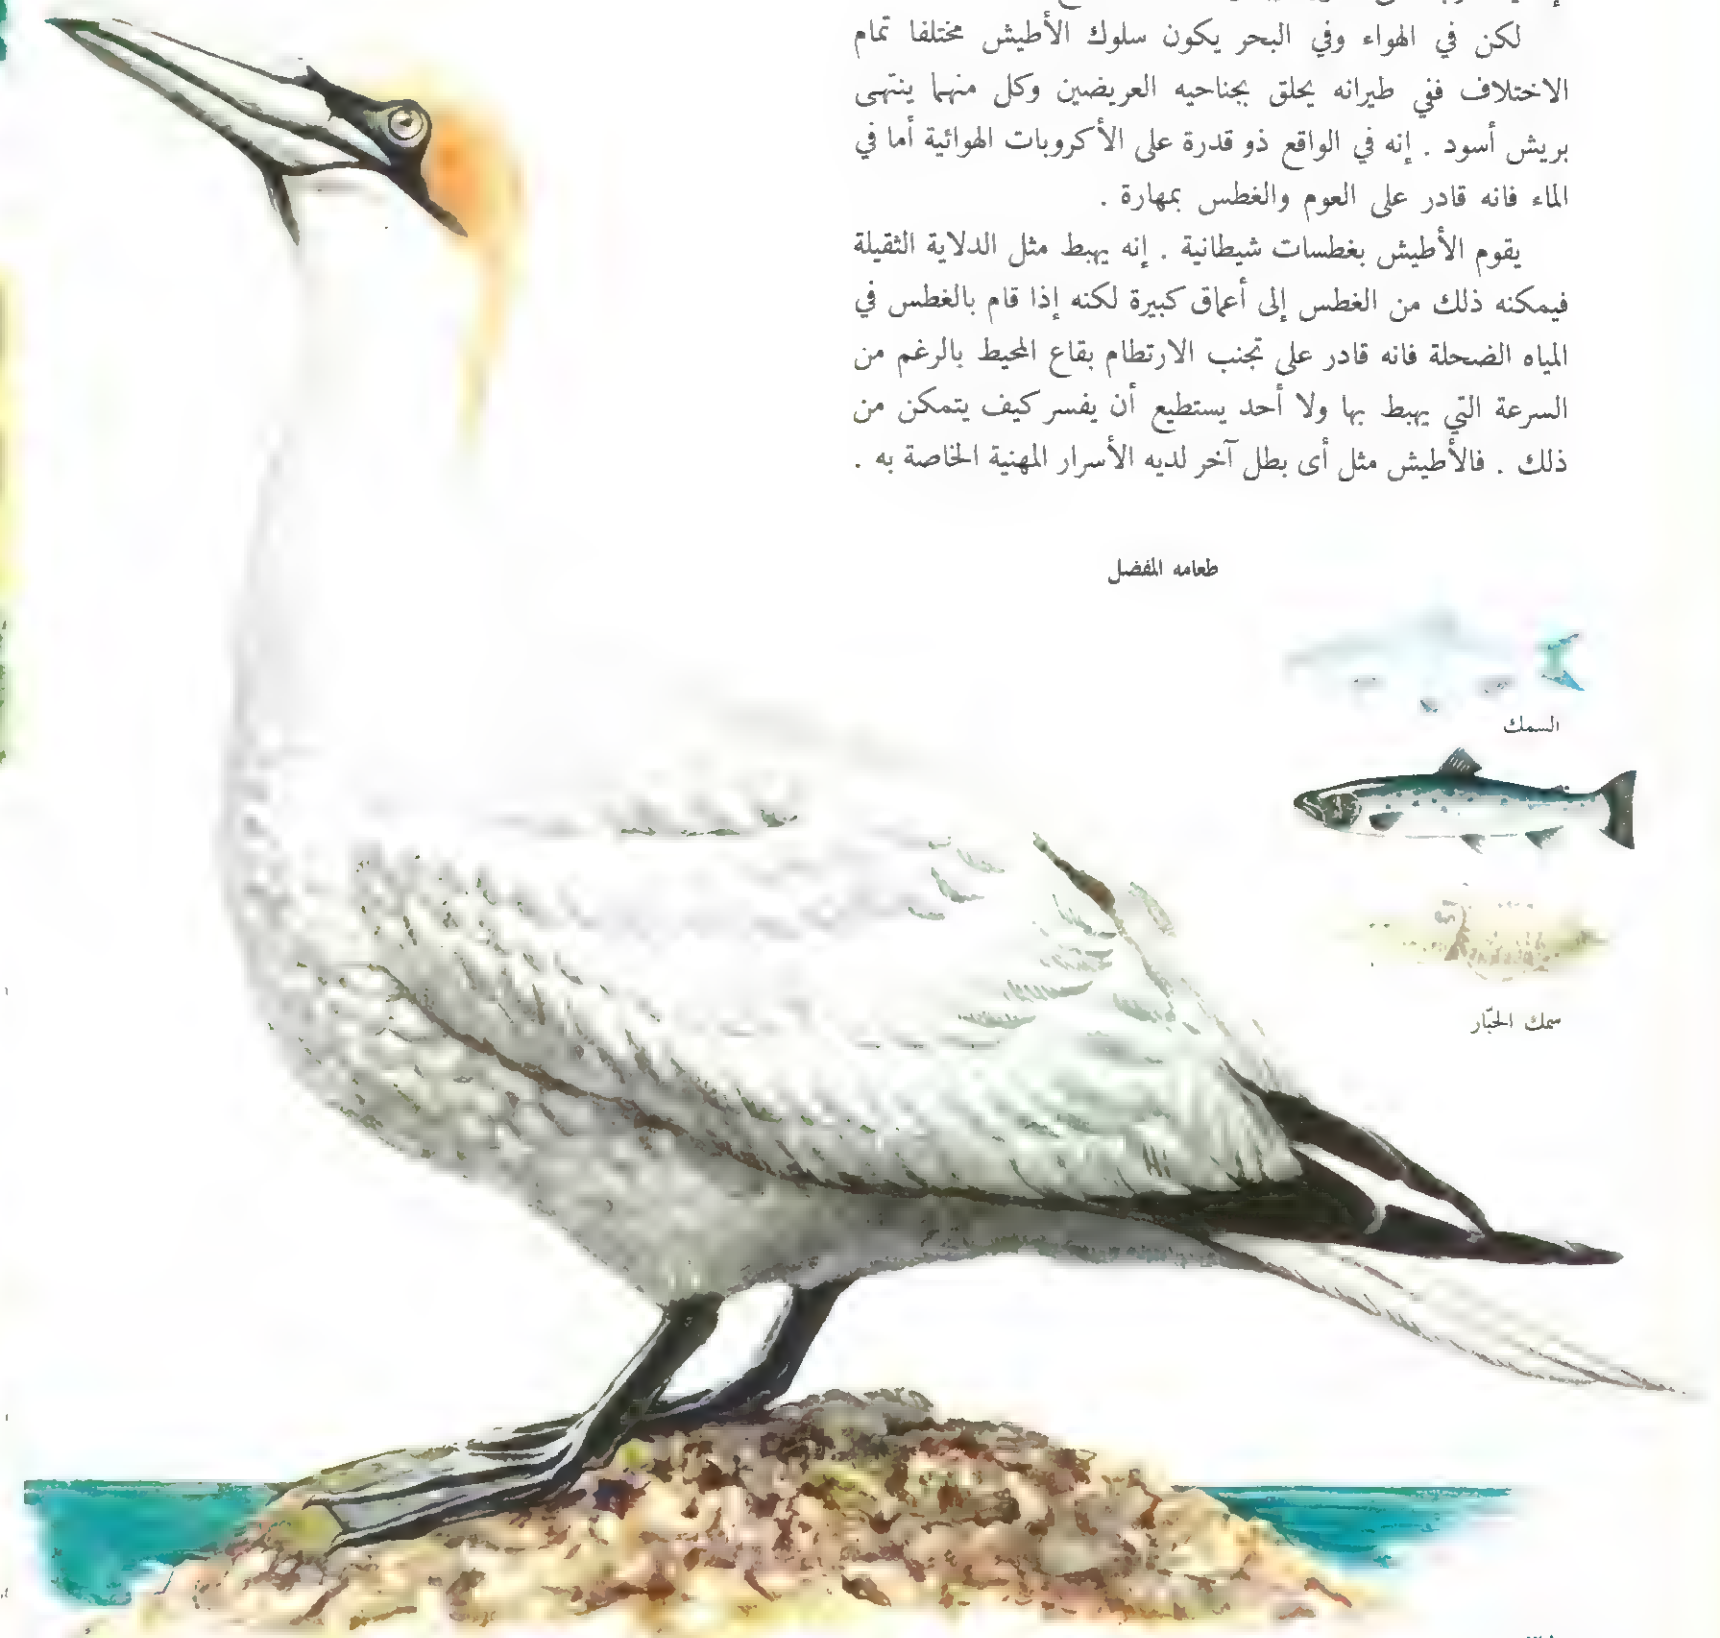 لكن في الهواء وفي البحر يكون سلوك الأطيش مختلفا تمام
الاختلاف ففي طيرانه يحلق بجناحيه العريضين وكل منهما ينتهى
بريش أسود . إنه في الواقع ذو قدرة على الأكروبات الهوائية أما في
الماء فانه قادر على العوم والغطس بمهارة .
يقوم الأطيش بغطسات شيطانية . إنه يهبط مثل الدلاية الثقيلة
فيمكنه ذلك من الغطس إلى أعماق كبيرة لكنه إذا قام بالغطس في
المياه الضحلة فانه قادر على تجنب الارتطام بقاع المحيط بالرغم من
السرعة التي يهبط بها ولا أحد يستطيع أن يفسر كيف يتمكن من
ذلك . فالأطيش مثل أى بطل آخر لديه الأسرار المهنية الخاصة به .
طعامه المفضل
السمك
سمك الحبّار